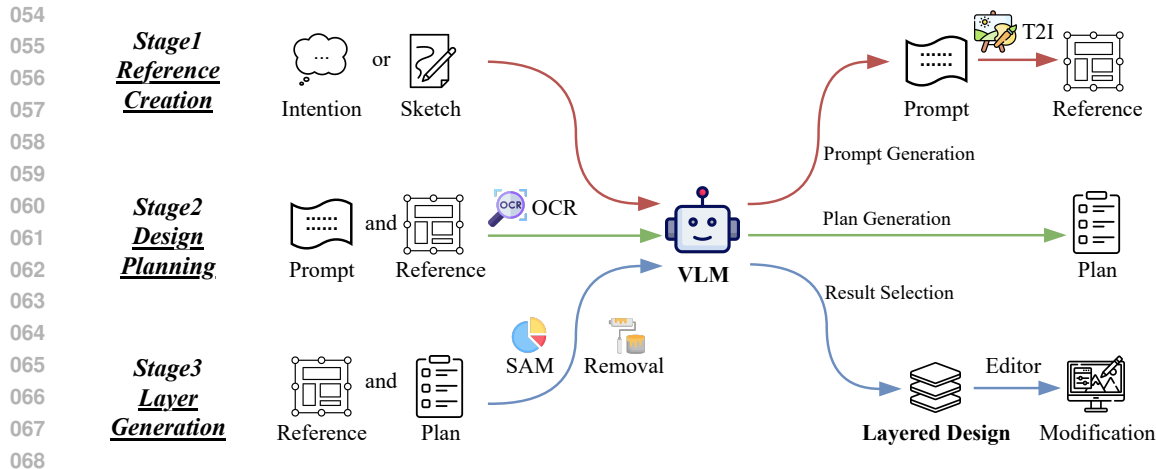 054
055
056
057
058
059
060
061
062
063
064
065
066
067
068
Stage1
Reference
Creation
...
Intention
or
Sketch
Prompt Generation
Prompt
T2I
Reference
Stage2
Design
Planning
Prompt
and
Reference
OCR
OCR
VLM
Plan Generation
Plan
Stage3
Layer
Generation
Reference
and
Plan
SAM
Removal
Result Selection
Layered Design
Editor
Modification